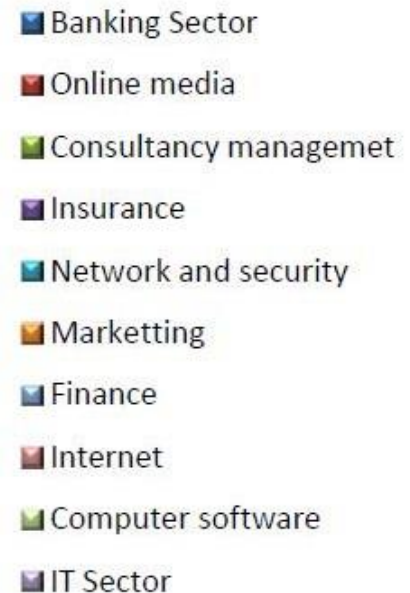 Banking Sector
Online media
Consultancy managemet
Insurance
Network and security
Marketting
Finance
Internet
Computer software
IT Sector